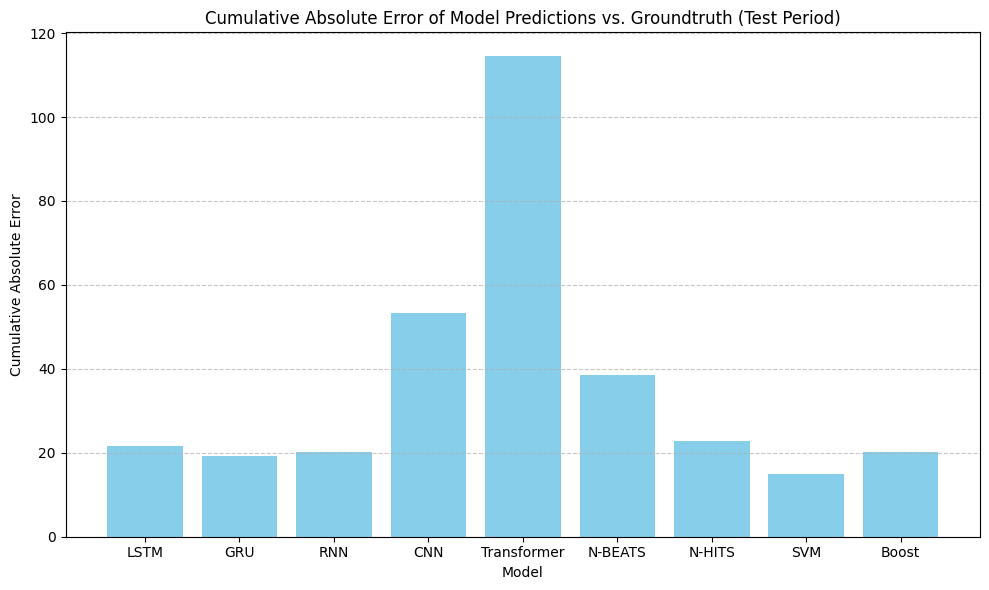 Cumulative Absolute Error of Model Predictions vs. Groundtruth (Test Period)
120
100
80
60
40
20
0
Cumulative Absolute Error
LSTM GRU RNN CNN Transformer N-BEATS N-HITS SVM Boost
Model